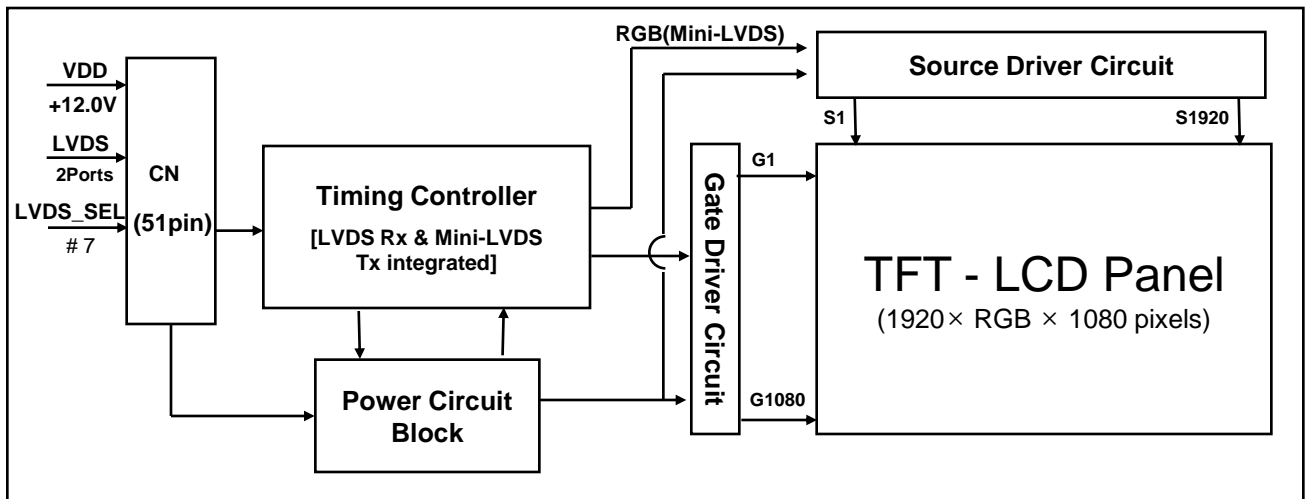 VDD
+12.0V
LVDS
2Ports
LVDS_SEL
# 7
CN
(51pin)
Timing Controller
[LVDS Rx & Mini-LVDS
Tx integrated]
Power Circuit
Block
RGB(Mini-LVDS)
Source Driver Circuit
S1
S1920
Gate Driver Circuit
G1
G1080
TFT - LCD Panel
(1920× RGB × 1080 pixels)